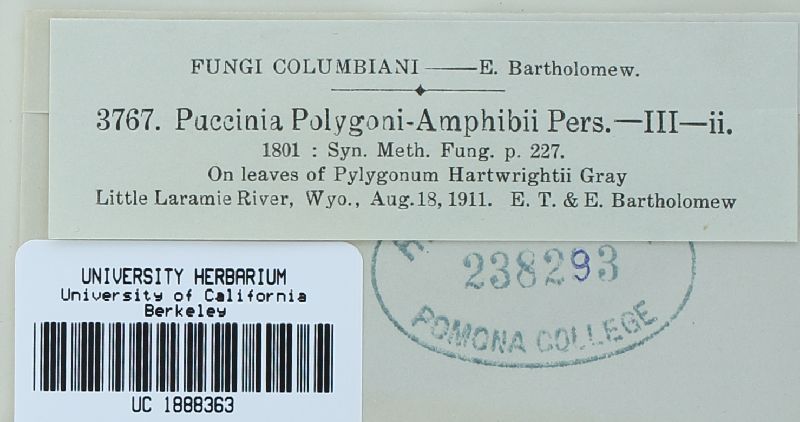 FUNGI COLUMBIANI —— E. Bartholomew.
3767. Puccinia Polygoni-Amphibii Pers.—III—ii.
1801 : Syn. Meth. Fung. p. 227.
On leaves of Pylygonum Hartwrightii Gray
Little Laramie River, Wyo., Aug. 18, 1911. E. T. & E. Bartholomew
238293
POMONA COLLEGE
UNIVERSITY HERBARIUM
University of California
Berkeley
UC 1888363